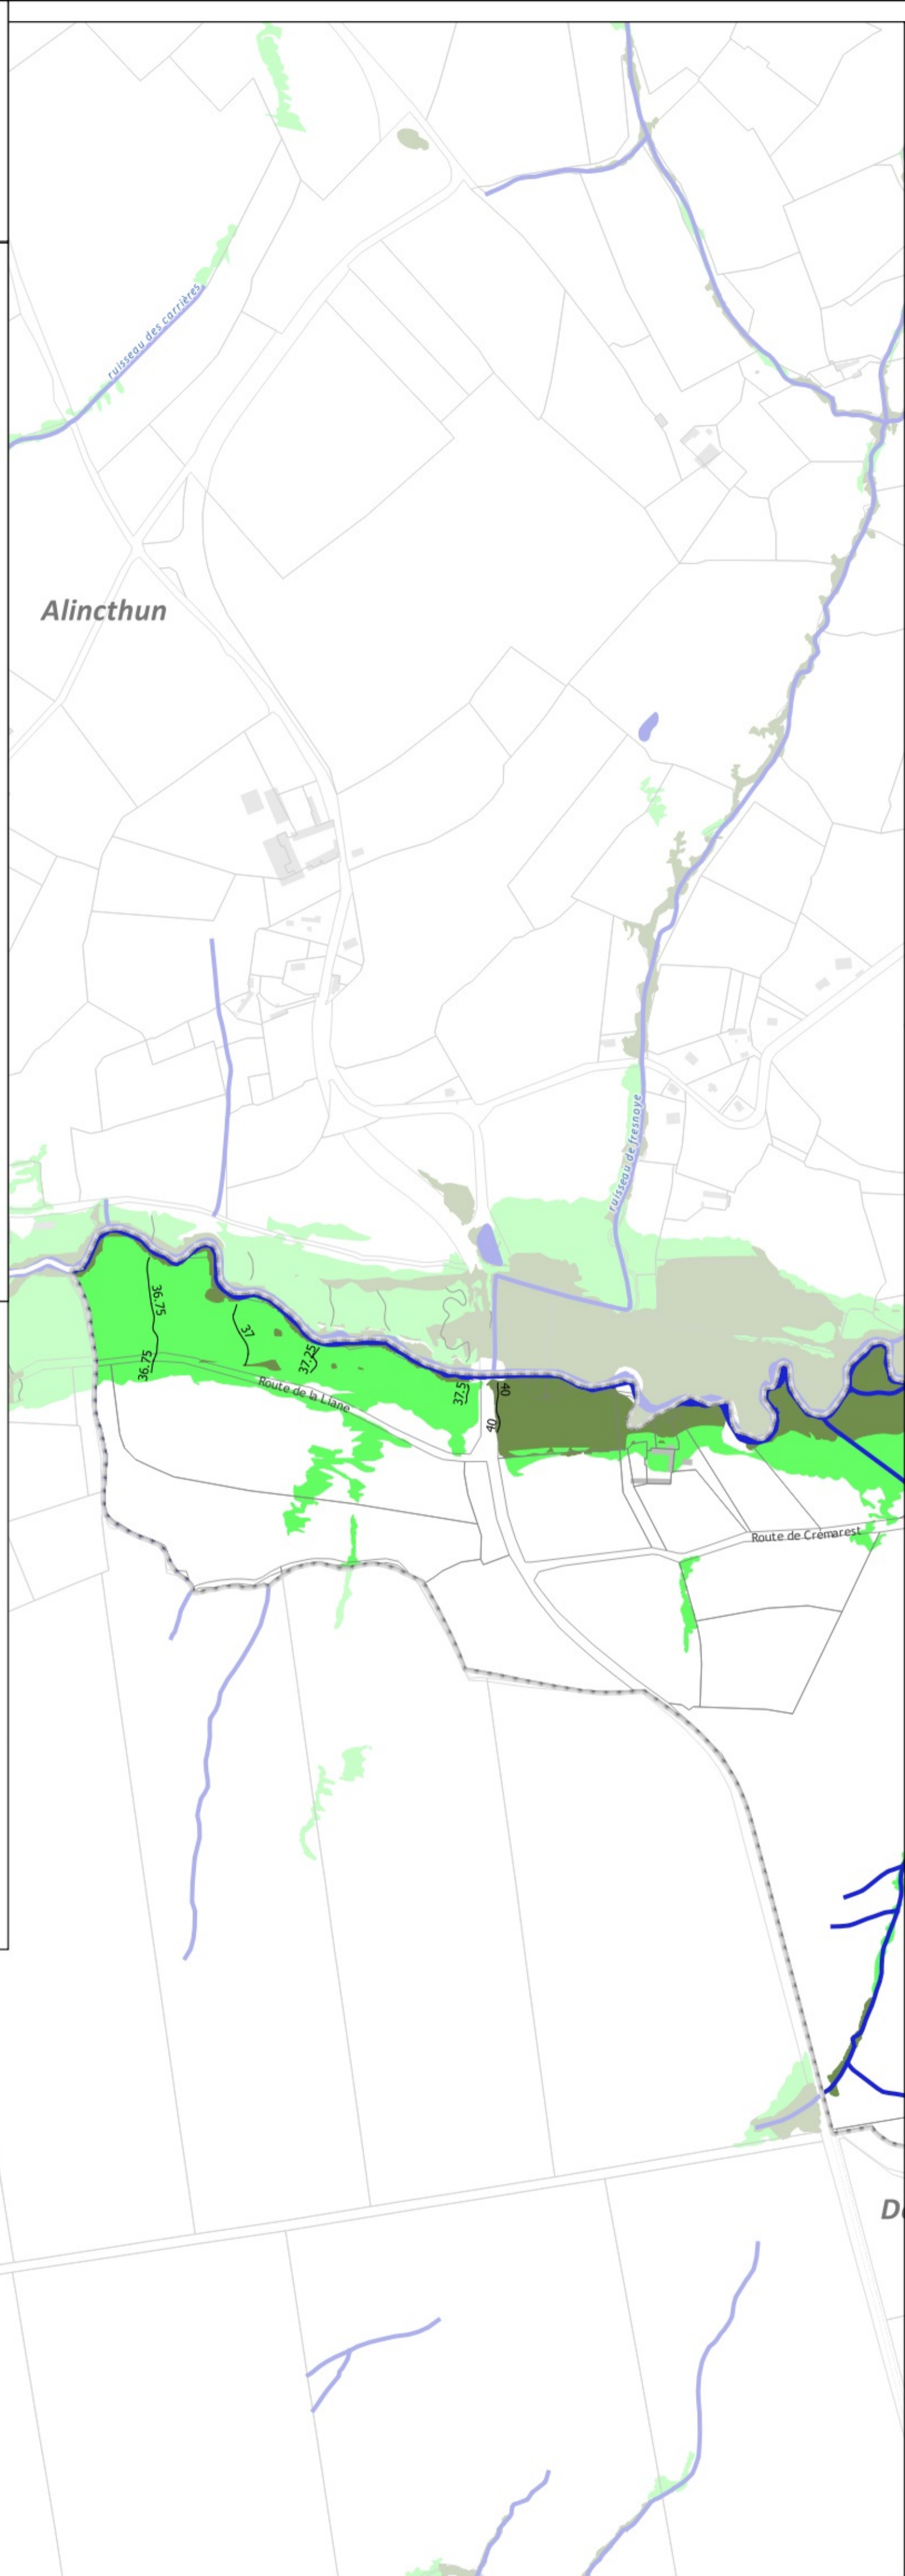 ruisseau des carrières
Alincthun
ruisseau de fresnoye
36.75
37
36.75
37.25
Route de la Liane
37.5
40
40
Route de Crémarest